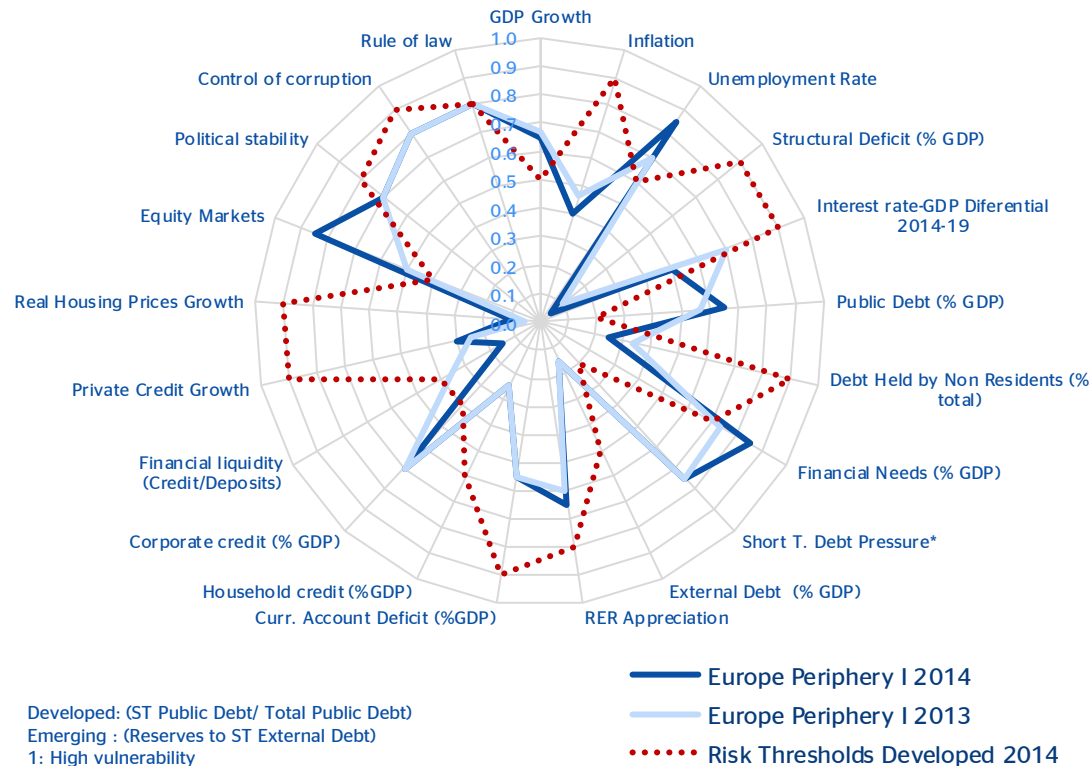 GDP Growth
Inflation
Unemployment Rate
Structural Deficit (% GDP)
Interest rate-GDP Diferential
2014-19
Public Debt (% GDP)
Debt Held by Non Residents (%
total)
Financial Needs (% GDP)
Short T. Debt Pressure*
External Debt (% GDP)
RER Appreciation
Curr. Account Deficit (%GDP)
Household credit (%GDP)
Corporate credit (% GDP)
Financial liquidity
(Credit/Deposits)
Private Credit Growth
Real Housing Prices Growth
Equity Markets
Political stability
Control of corruption
Rule of law
1.0
0.9
0.8
0.7
0.6
0.5
0.4
0.3
0.2
0.1
0.0
Europe Periphery I 2014
Europe Periphery I 2013
Risk Thresholds Developed 2014
Developed: (ST Public Debt/ Total Public Debt)
Emerging : (Reserves to ST External Debt)
1: High vulnerability